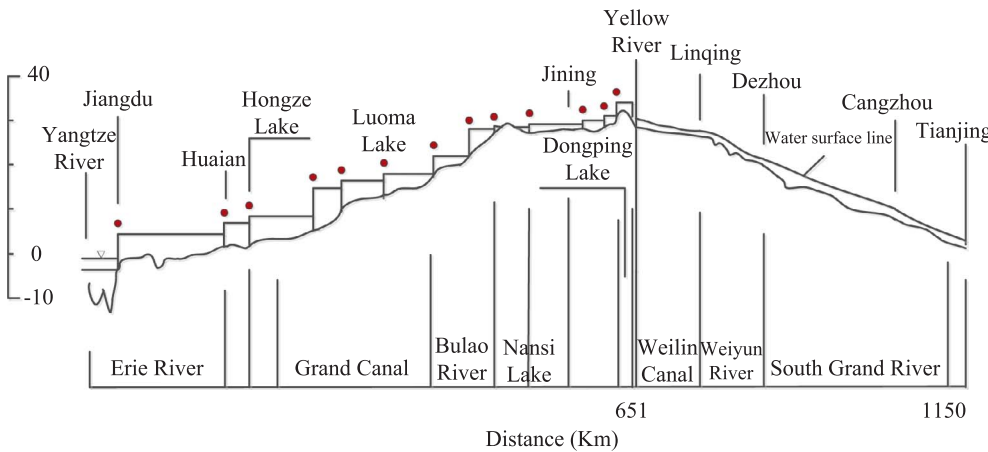 40
0
-10
Yangtze
River
Jiangdu
Huaian
Hongze
Lake
Luoma
Lake
Jining
Dongping
Lake
Yellow
River
Linqing
Dezhou
Water surface line
Cangzhou
Tianjing
Erie River
Grand Canal
Bulao
River
Nansi
Lake
Weilin
Canal
Weiyun
River
South Grand River
651
1150
Distance (Km)